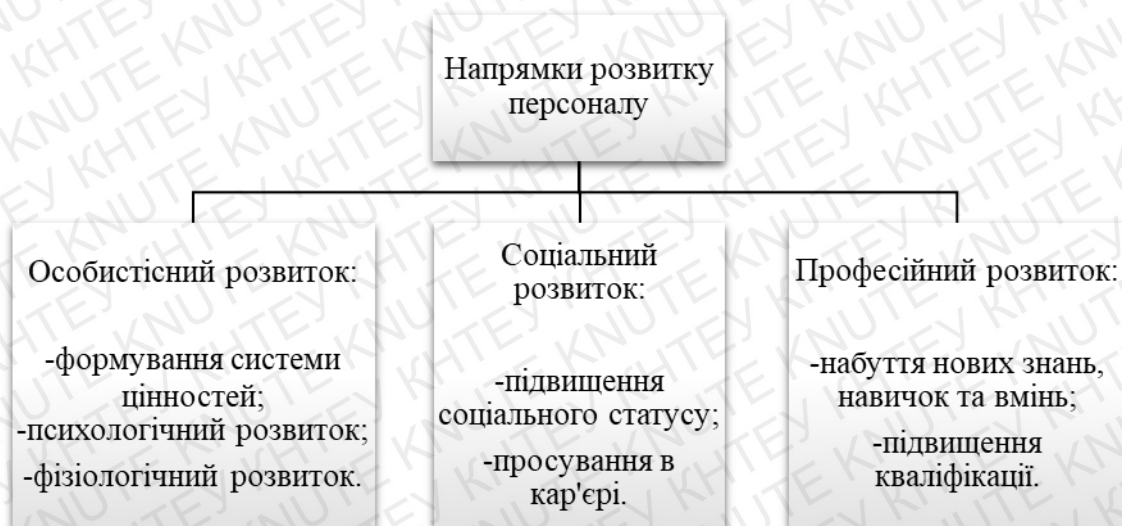 Напрямки розвитку
персоналу
Особистісний розвиток:
-формування системи
цінностей;
-психологічний розвиток;
-фізіологічний розвиток.
Соціальний
розвиток:
-підвищення
соціального статусу;
-просування в
кар'єрі.
Професійний розвиток:
-набуття нових знань,
навичок та вмінь;
-підвищення
кваліфікації.